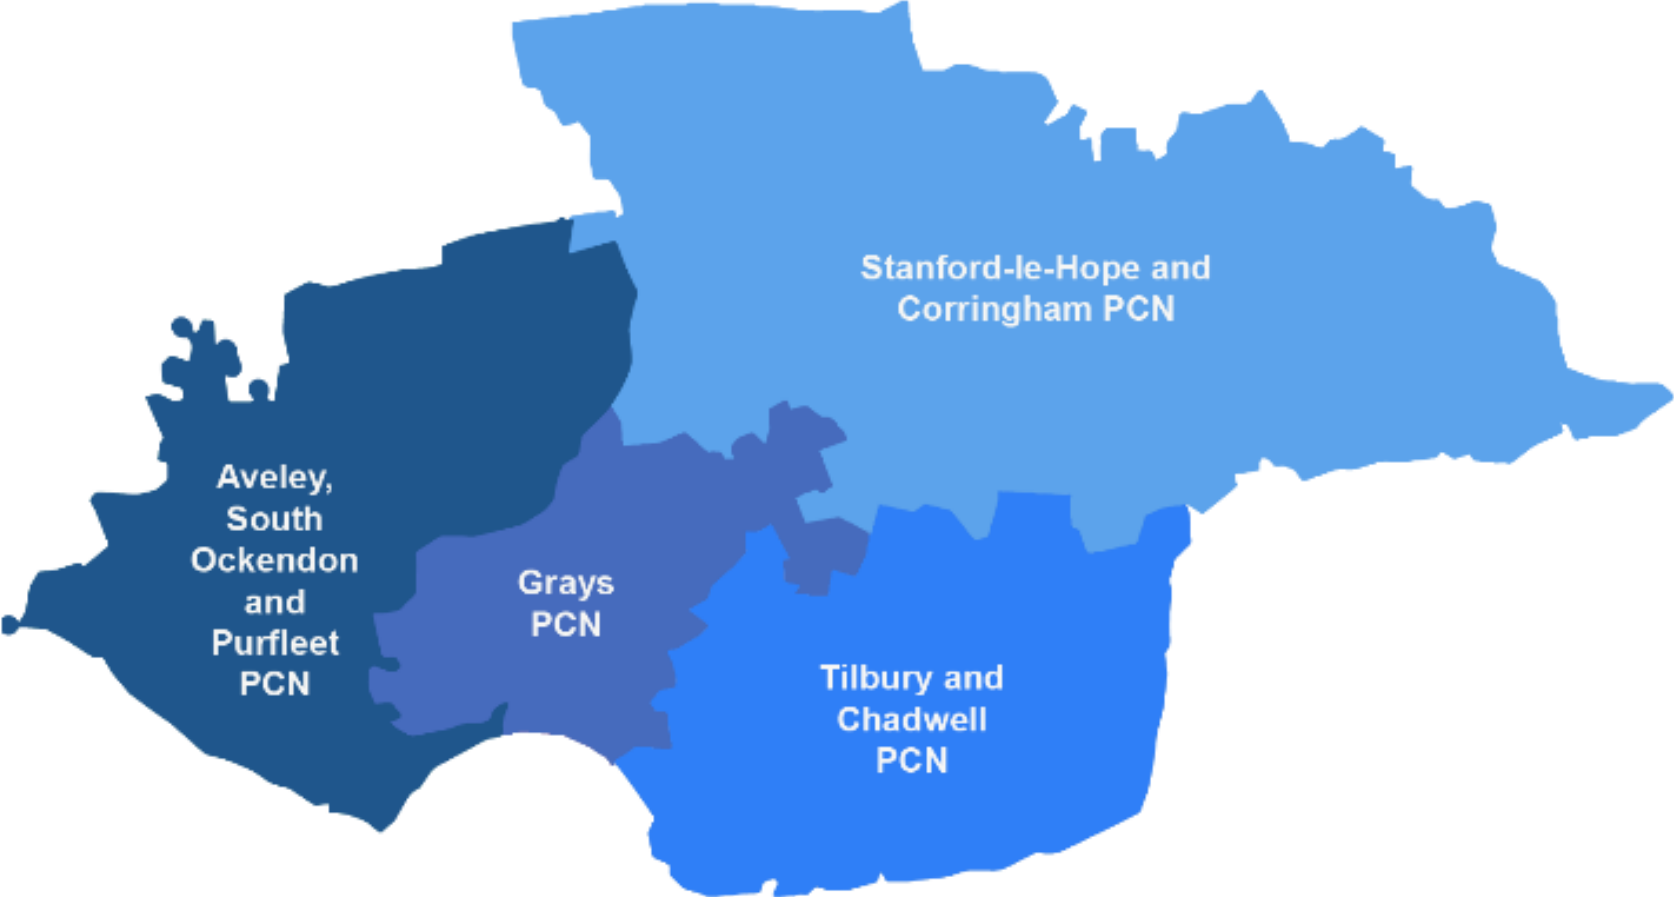 Stanford-le-Hope and
Corringham PCN
Aveley,
South
Ockendon
and
Purfleet
PCN
Grays
PCN
Tilbury and
Chadwell
PCN